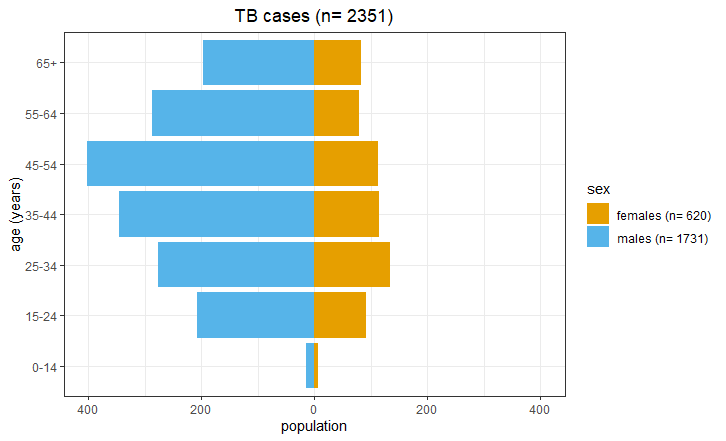 TB cases (n= 2351)
65+
55-64
45-54
35-44
25-34
15-24
0-14
age (years)
400 200 0 200 400
population
sex
females (n= 620)
males (n= 1731)